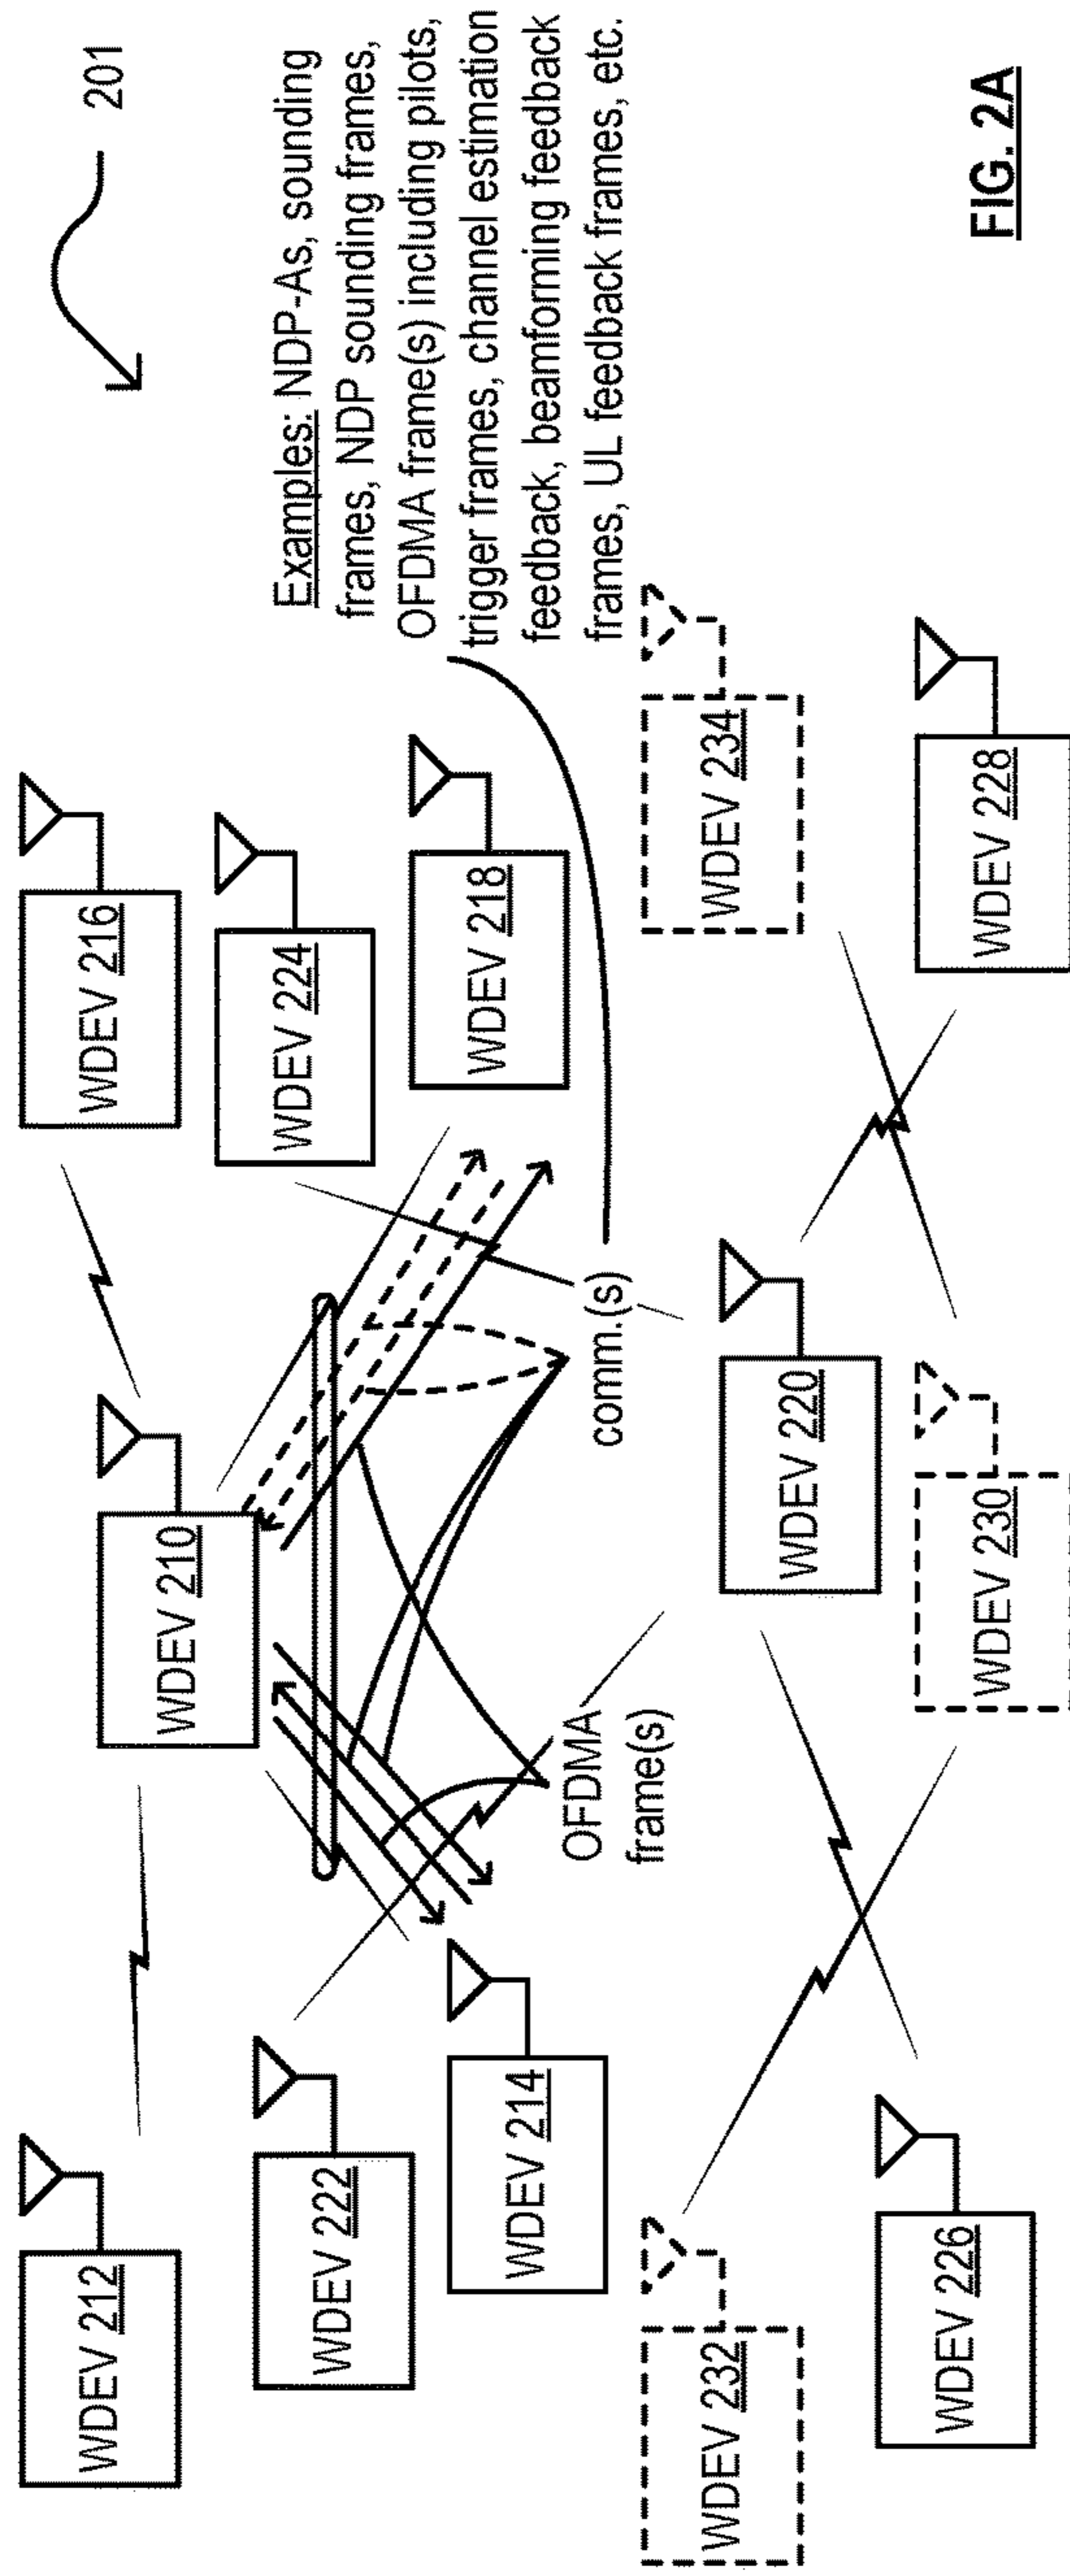 201
Examples: NDP-As, sounding
frames, NDP sounding frames,
OFDMA frame(s) including pilots,
trigger frames, channel estimation
feedback, beamforming feedback
frames, UL feedback frames, etc.
WDEV 212
WDEV 210
WDEV 216
WDEV 222
WDEV 224
WDEV 214
WDEV 218
OFDMA
frame(s)
comm.(s)
WDEV 232
WDEV 220
WDEV 234
WDEV 226
WDEV 230
WDEV 228
FIG. 2A